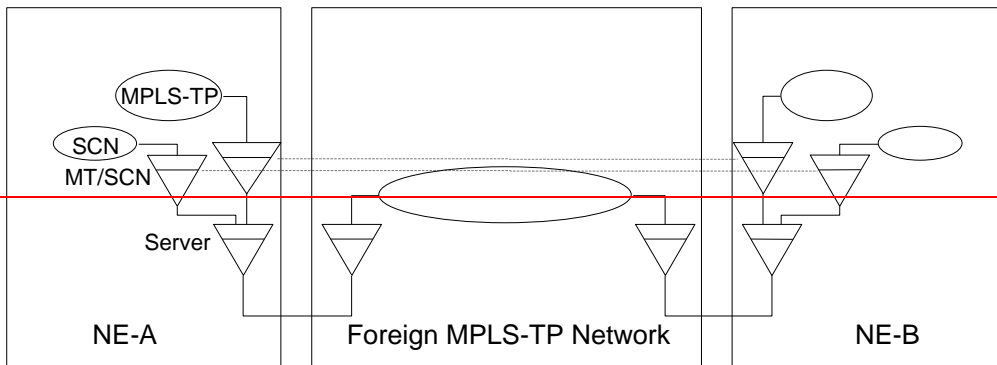 MPLS-TP
SCN
MT/SCN
Server
NE-A
Foreign MPLS-TP Network
NE-B